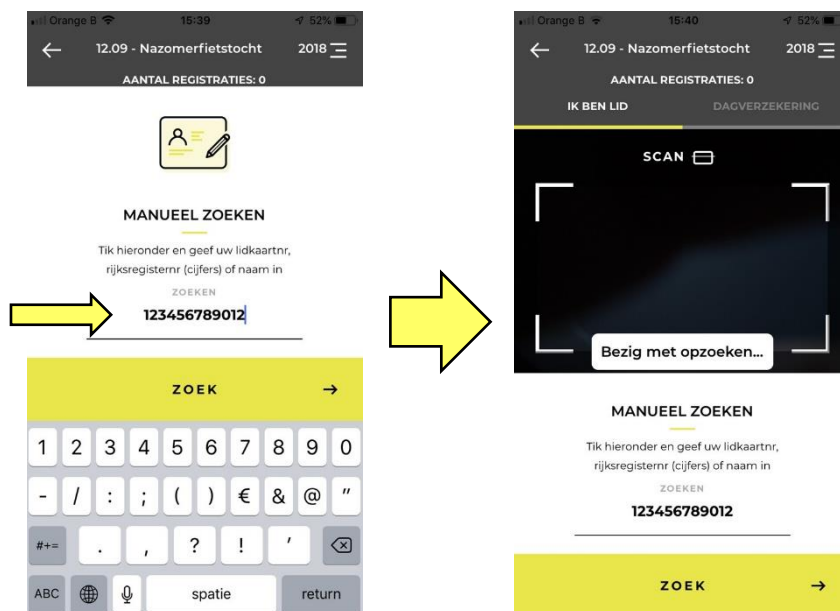 Orange B 15:39 52%
12.09 - Nazomerfietstocht 2018
AANTAL REGISTRATIES: 0
MANUEEL ZOEKEN
Tik hieronder en geef uw lidkaartnr,
rijksregisternr (cijfers) of naam in
ZOEKEN
123456789012
ZOEK →
1 2 3 4 5 6 7 8 9 0
- / : ; ( ) € & @ "
#+= . , ? ! '
ABC spatie return
Orange B 15:40 52%
12.09 - Nazomerfietstocht 2018
AANTAL REGISTRATIES: 0
IK BEN LID DAGVERZEKERING
SCAN
Bezig met opzoeken...
MANUEEL ZOEKEN
Tik hieronder en geef uw lidkaartnr,
rijksregisternr (cijfers) of naam in
ZOEKEN
123456789012
ZOEK →